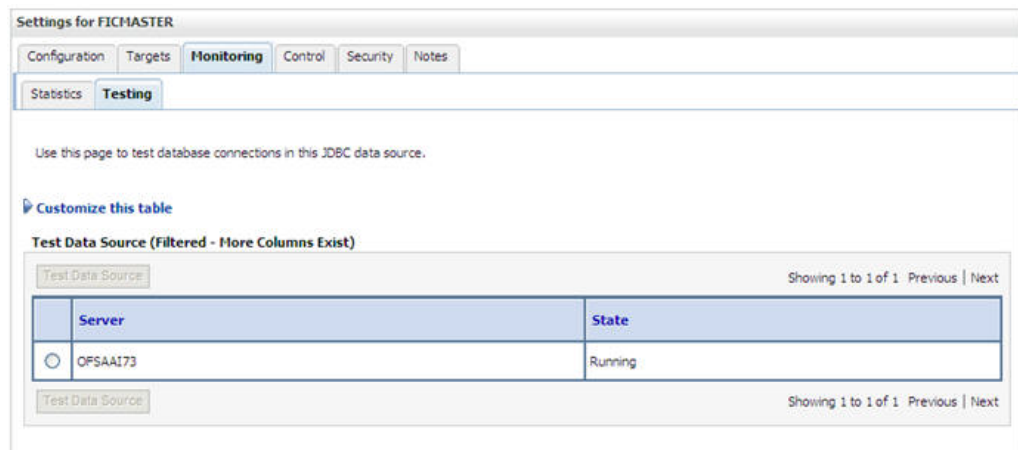 Settings for FICMASTER
Configuration Targets Monitoring Control Security Notes
Statistics Testing
Use this page to test database connections in this JDBC data source.
Customize this table
Test Data Source (Filtered - More Columns Exist)
Test Data Source Showing 1 to 1 of 1 Previous | Next
Server State
OFSAAI73 Running
Test Data Source Showing 1 to 1 of 1 Previous | Next